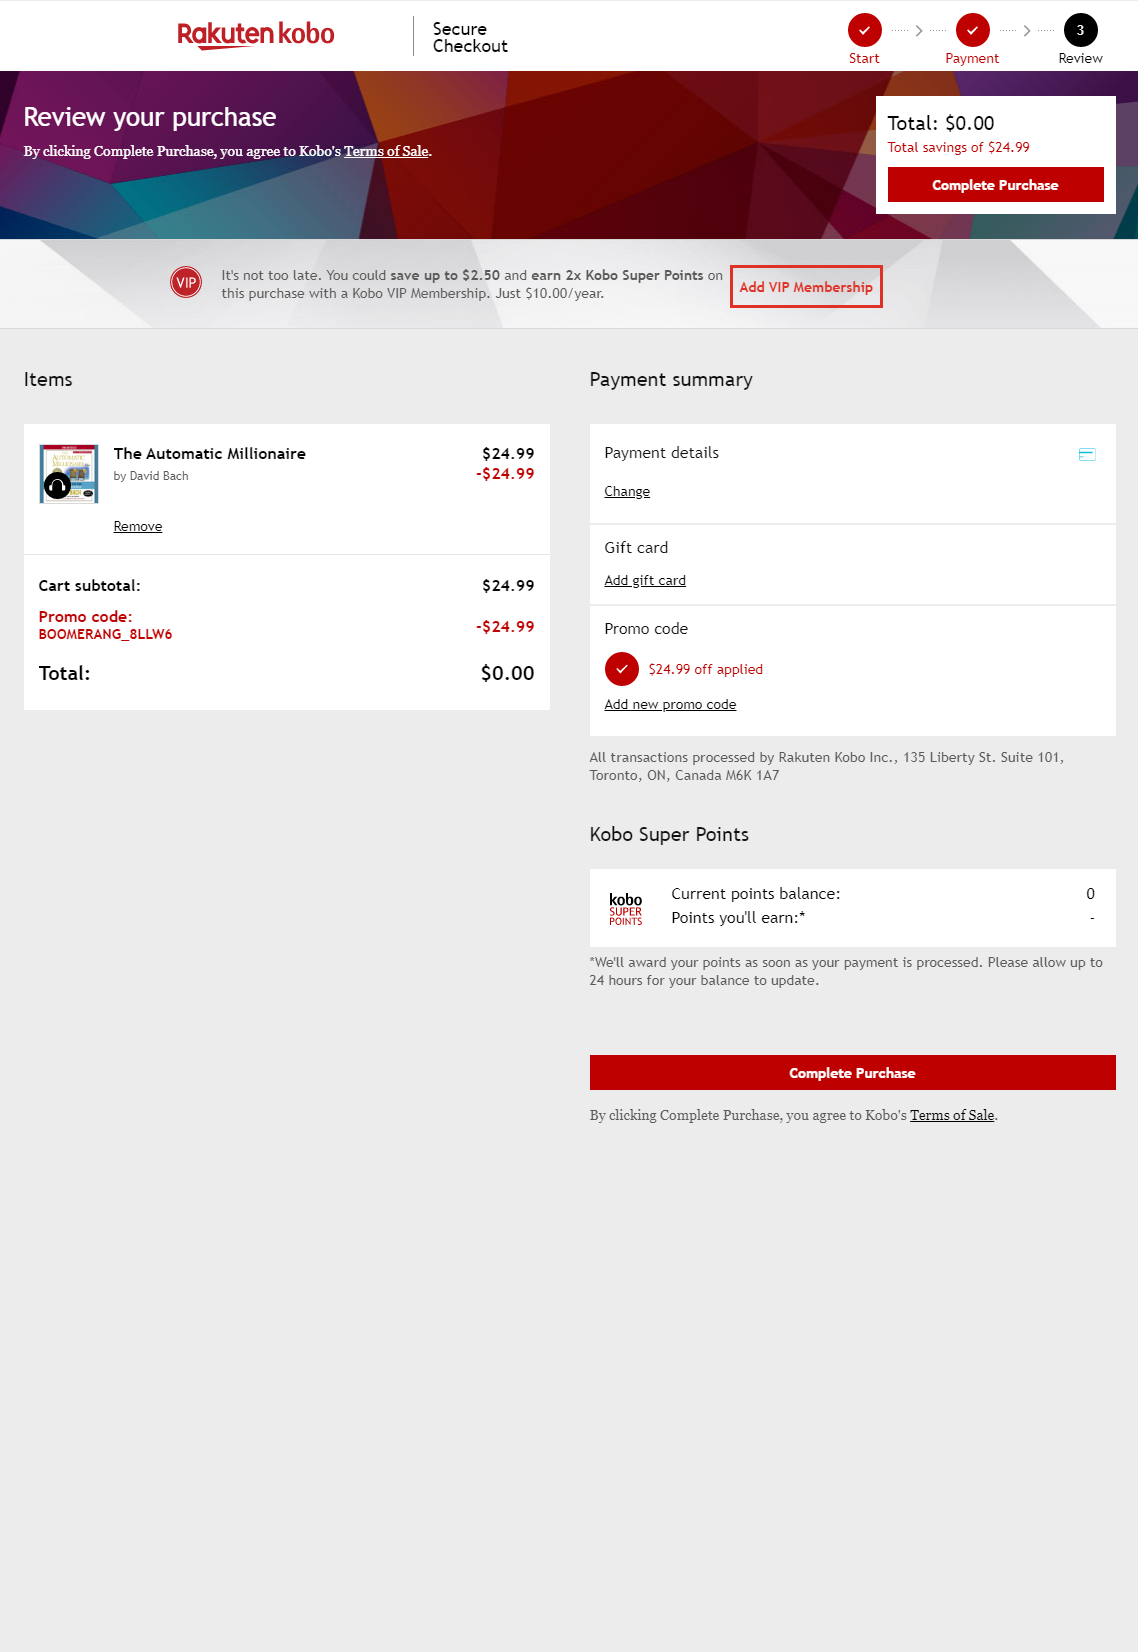 Rakuten kobo
Secure
Checkout
Start
Payment
3
Review
Review your purchase
By clicking Complete Purchase, you agree to Kobo's Terms of Sale.
Total: $0.00
Total savings of $24.99
Complete Purchase
VIP
It's not too late. You could save up to $2.50 and earn 2x Kobo Super Points on
this purchase with a Kobo VIP Membership. Just $10.00/year.
Add VIP Membership
Items
AUTOMATIC
MILLIONAIRE
The Automatic Millionaire
$24.99
by David Bach
-$24.99
Remove
Cart subtotal:
$24.99
Promo code:
BOOMERANG_8LLW6
-$24.99
Total:
$0.00
Payment summary
Payment details
Change
Gift card
Add gift card
Promo code
$24.99 off applied
Add new promo code
All transactions processed by Rakuten Kobo Inc., 135 Liberty St. Suite 101,
Toronto, ON, Canada M6K 1A7
Kobo Super Points
kobo
SUPER
POINTS
Current points balance:
0
Points you'll earn:*
-
*We'll award your points as soon as your payment is processed. Please allow up to
24 hours for your balance to update.
Complete Purchase
By clicking Complete Purchase, you agree to Kobo's Terms of Sale.